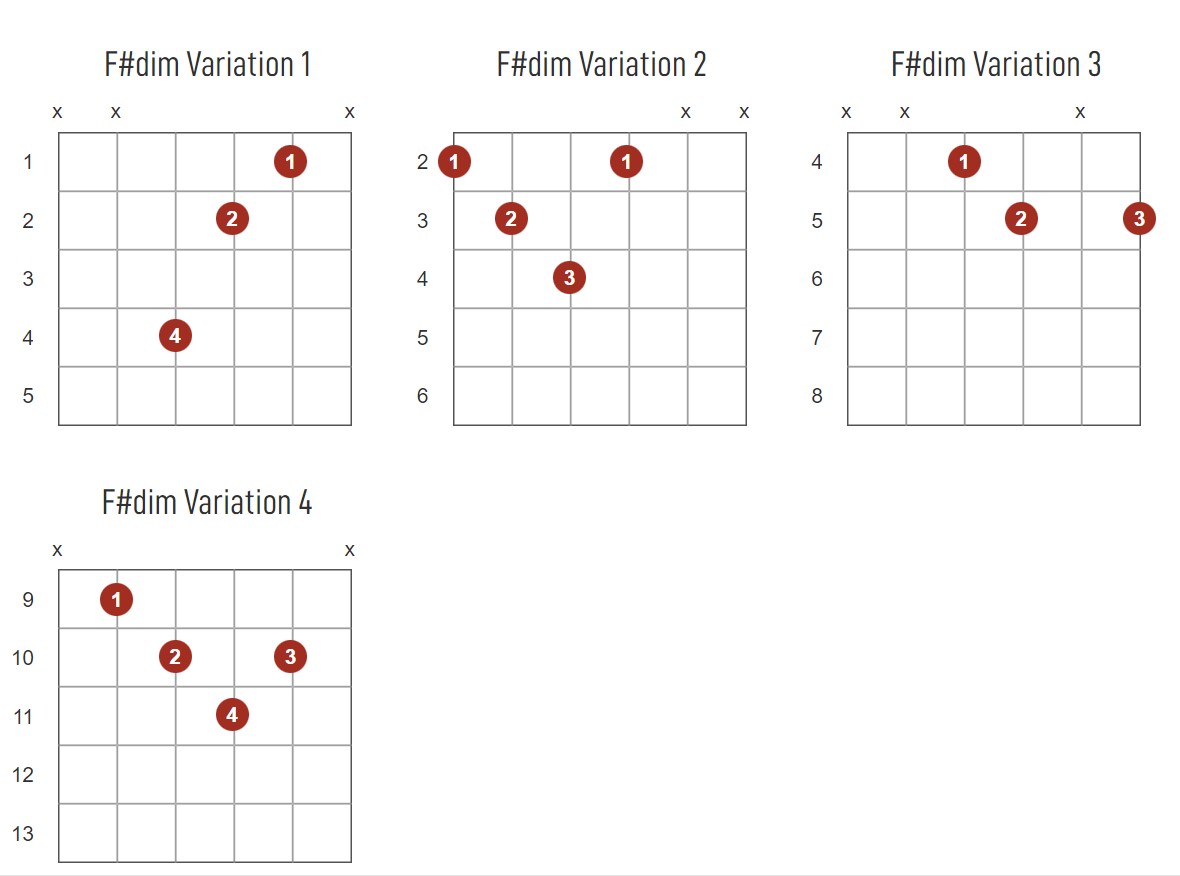 F#dim Variation 1
x x x
1 1
2 2
3
4 4
5
F#dim Variation 2
x x
2 1 1
3 2
4 3
5
6
F#dim Variation 3
x x x
4 1
5 2 3
6
7
8
F#dim Variation 4
x x
9 1
10 2 3
11 4
12
13